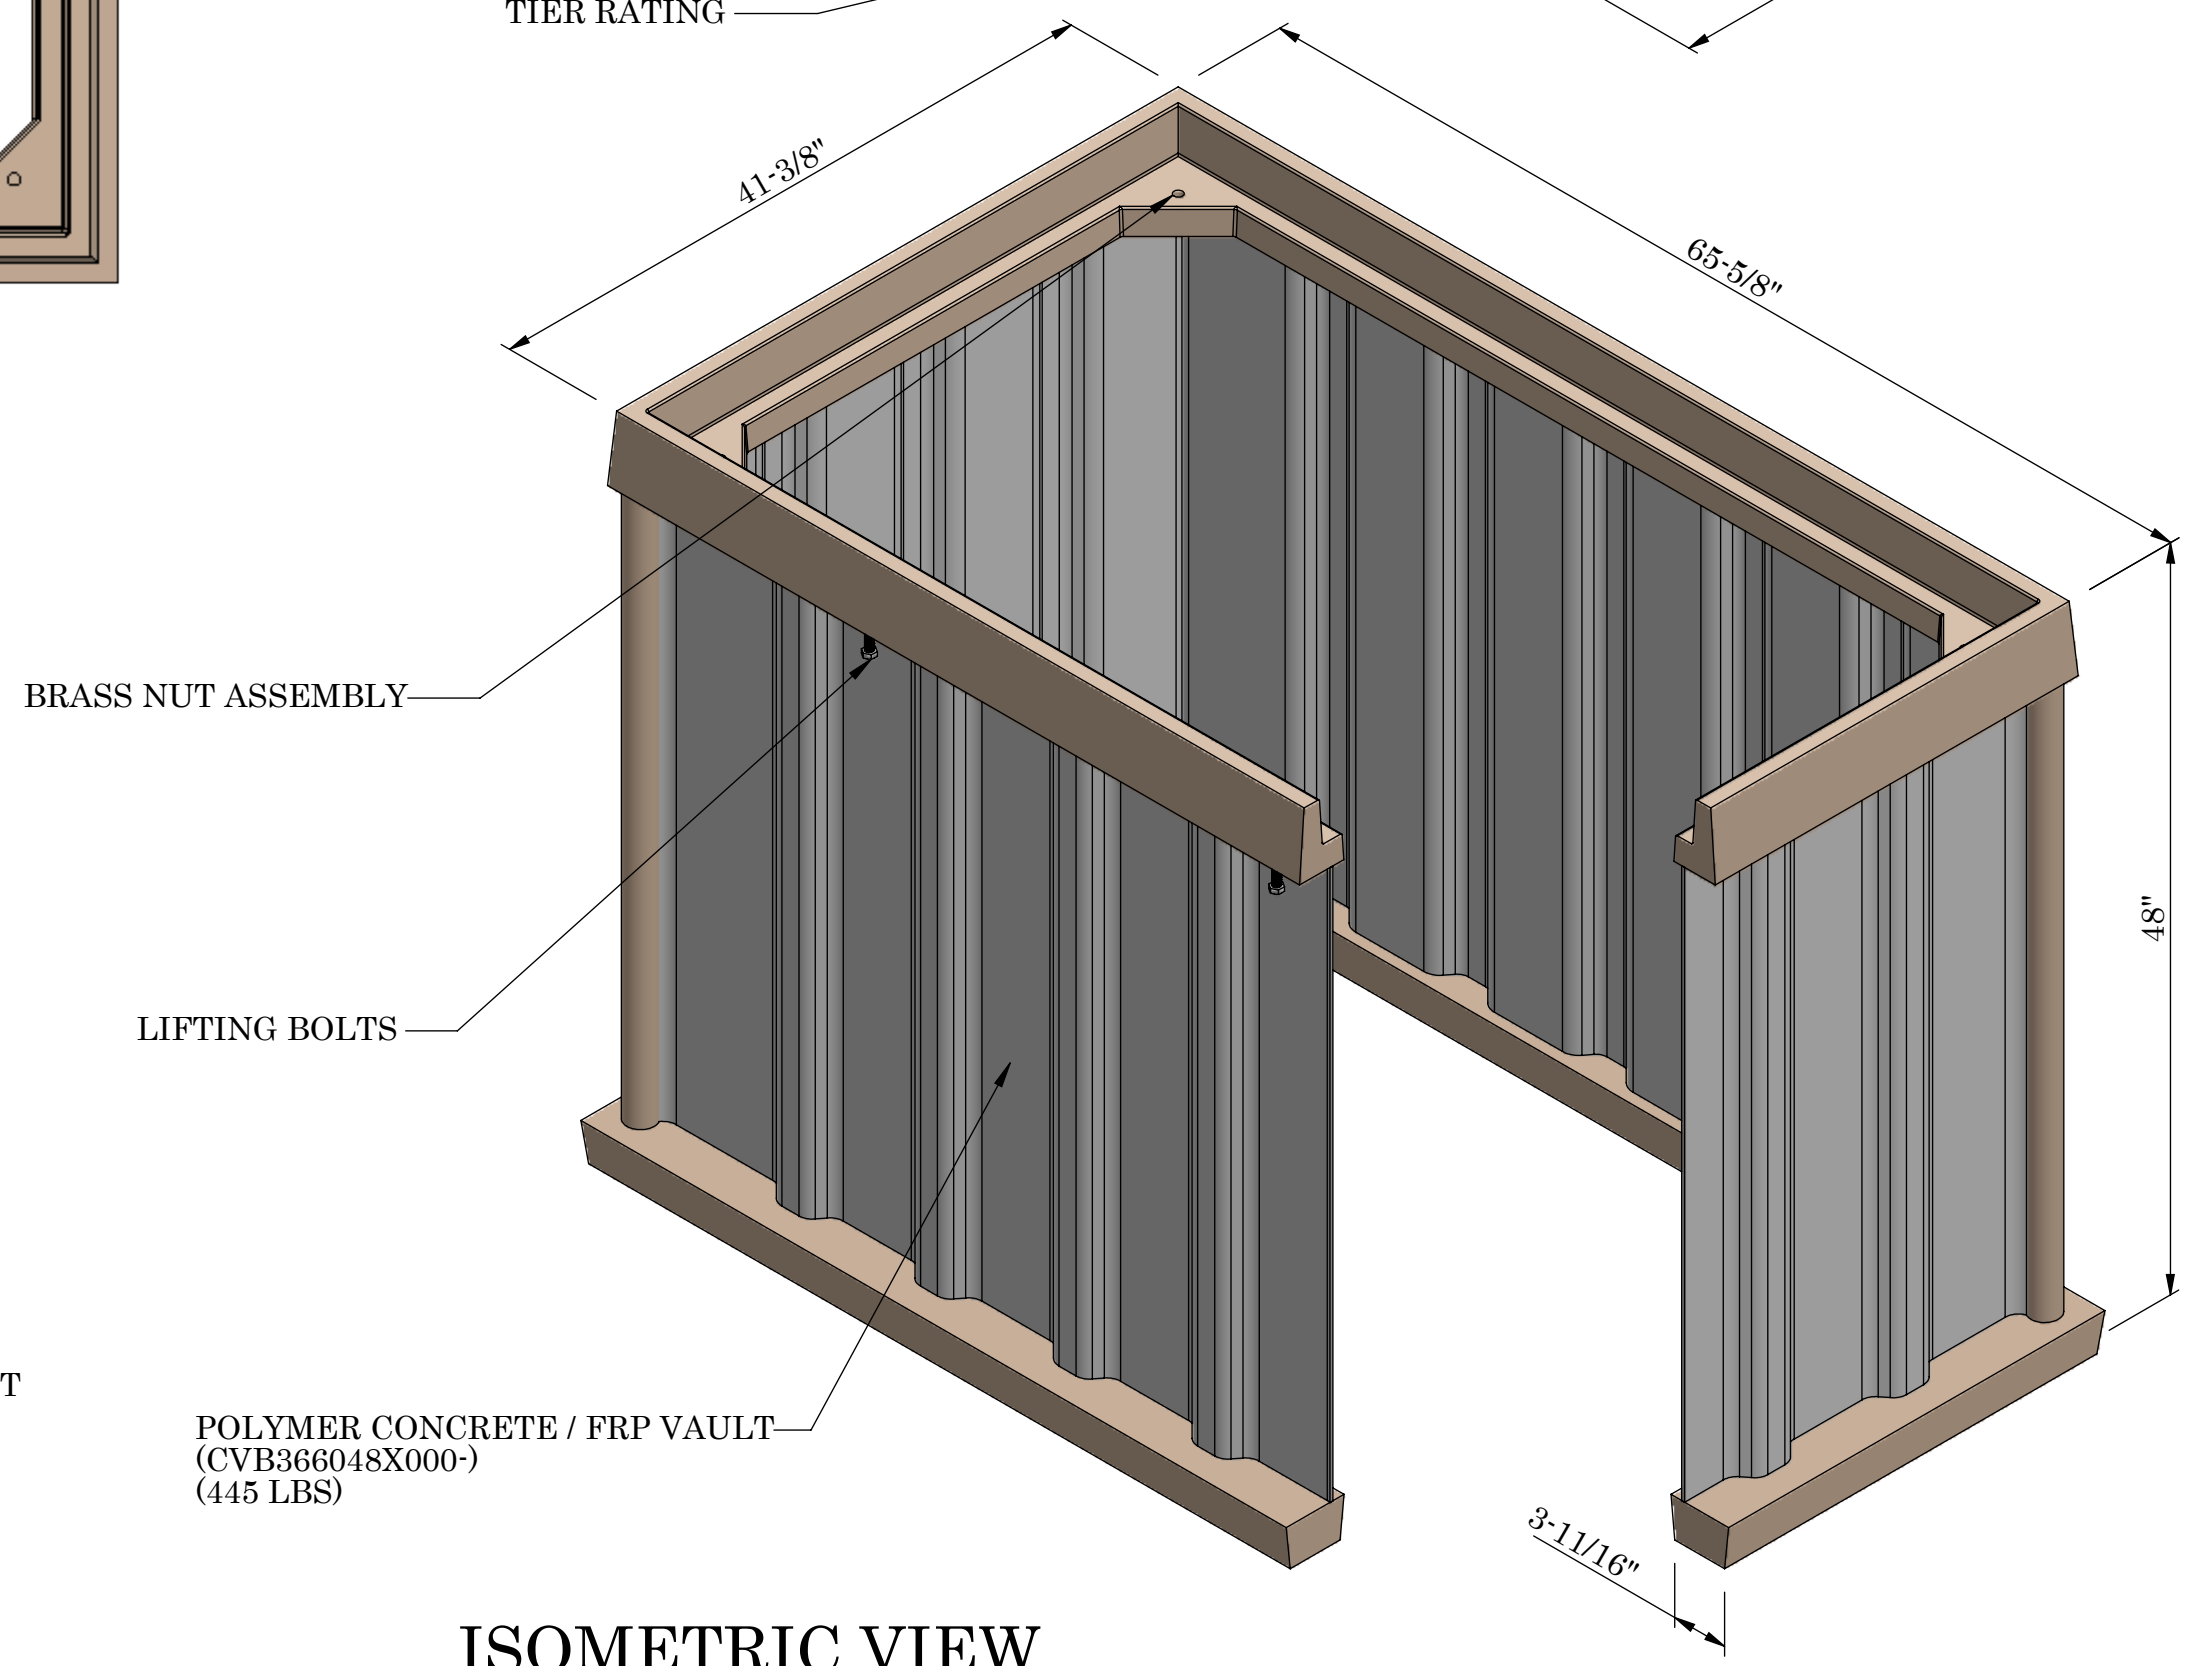 TIER RATING
41-3/8"
65-5/8"
BRASS NUT ASSEMBLY
48"
LIFTING BOLTS
T
POLYMER CONCRETE / FRP VAULT
(CVB366048X000-)
(445 LBS)
3-11/16"
ISOMETRIC VIEW